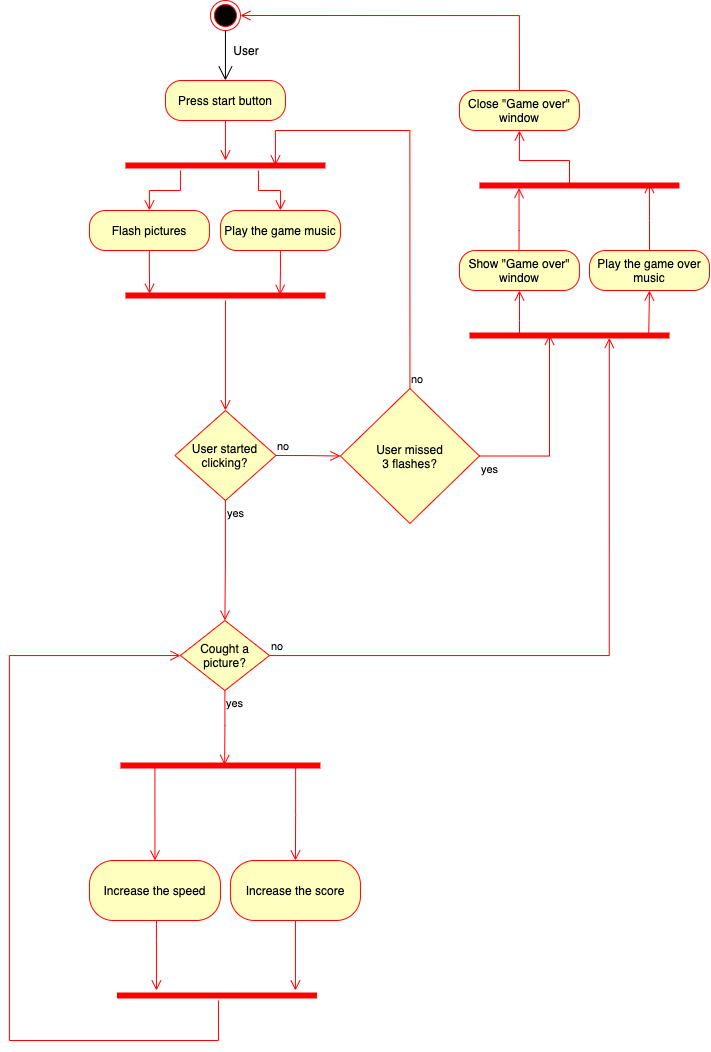 User
Press start button
Close "Game over"
window
Flash pictures
Play the game music
Show "Game over"
window
Play the game over
music
no
User started
clicking?
no
User missed
3 flashes?
yes
yes
Cought a
picture?
no
yes
Increase the speed
Increase the score